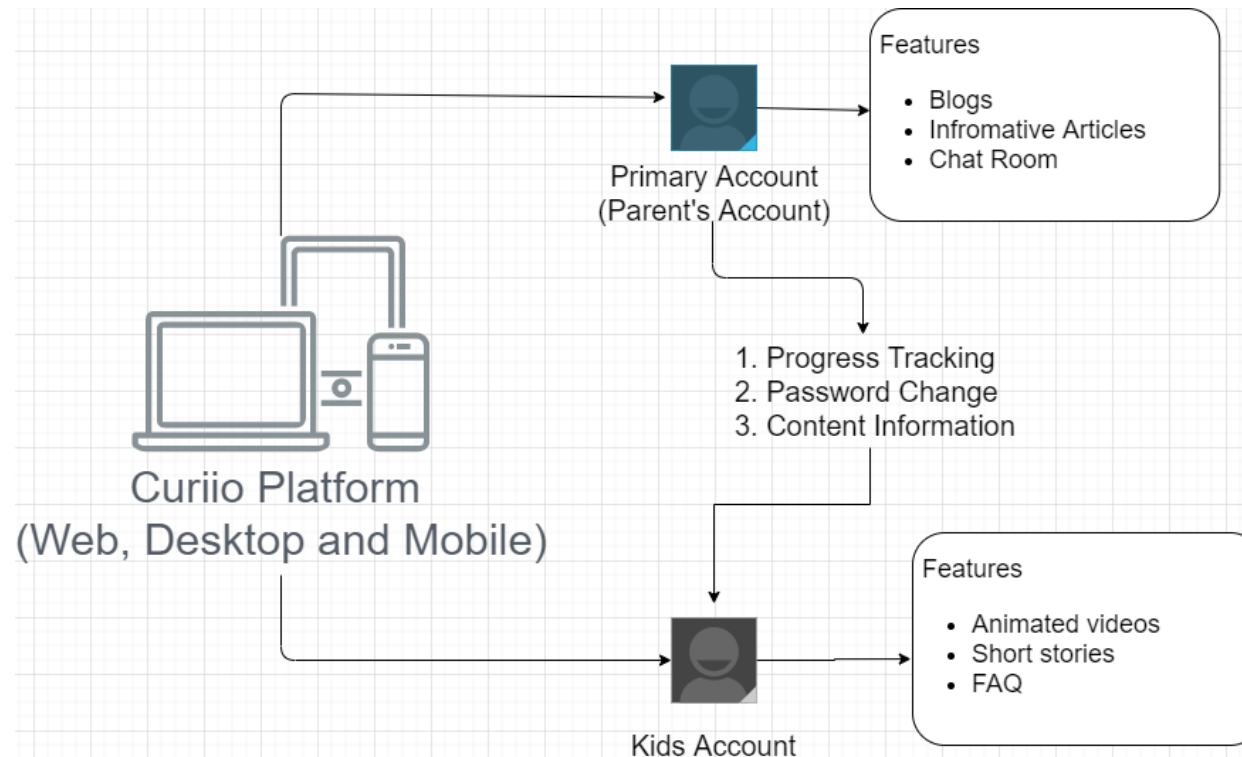 Features
• Blogs
• Infromative Articles
• Chat Room
Primary Account
(Parent's Account)
1. Progress Tracking
2. Password Change
3. Content Information
Curiio Platform
(Web, Desktop and Mobile)
Features
• Animated videos
• Short stories
• FAQ
Kids Account